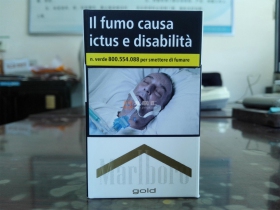 Il fumo causa
ictus e disabilità
n. verde 800.554.088 per smettere di fumare
Marlboro
gold